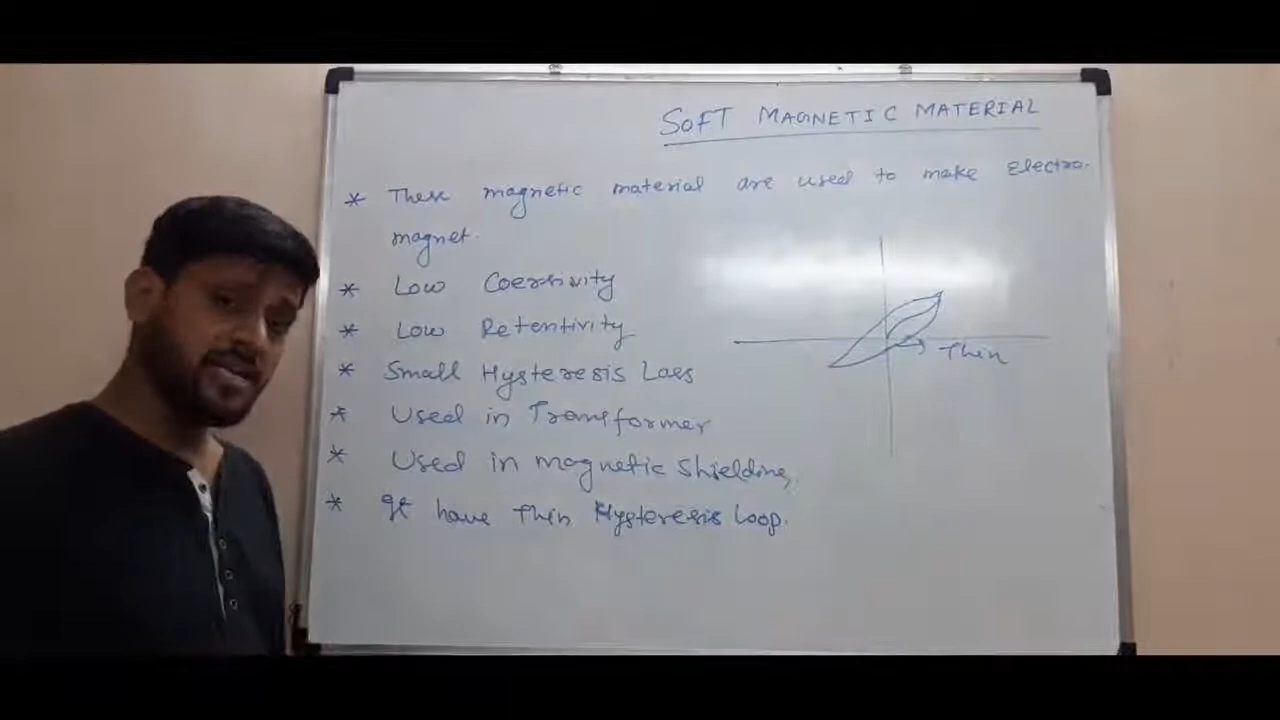 SOFT MAGNETIC MATERIAL
* These magnetic material are used to make Electro.
magnet.
* Low Coersivity
* Low Retentivity
* Small Hysteresis Loss
* Used in Transformer
* Used in magnetic shielding,
* It have Thin Hysteresis Loop.
Thin